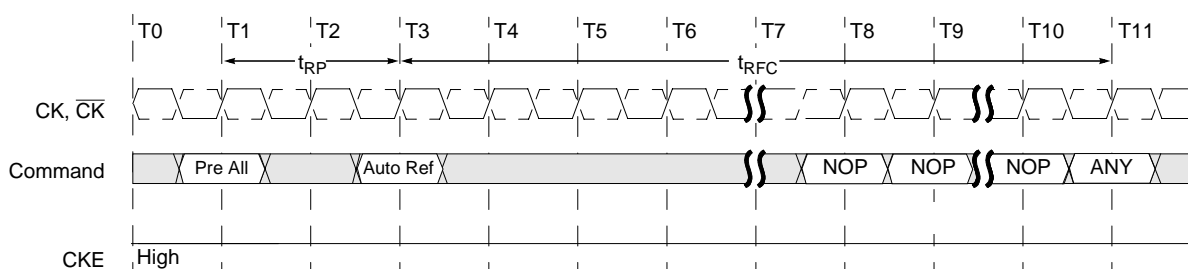 T0 T1 T2 T3 T4 T5 T6 T7 T8 T9 T10 T11
tRP tRFC
CK, CK
Command Pre All Auto Ref NOP NOP NOP ANY
CKE High